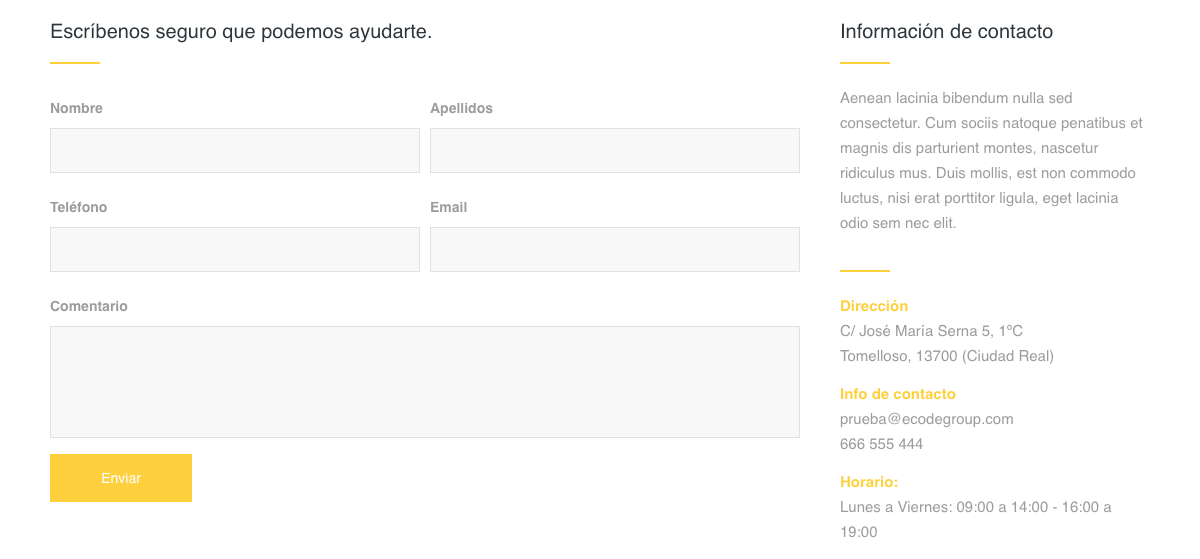 Escríbenos seguro que podemos ayudarte.
Nombre
Apellidos
Teléfono
Email
Comentario
Enviar
Información de contacto
Aenean lacinia bibendum nulla sed
consectetur. Cum sociis natoque penatibus et
magnis dis parturient montes, nascetur
ridiculus mus. Duis mollis, est non commodo
luctus, nisi erat porttitor ligula, eget lacinia
odio sem nec elit.
Dirección
C/ José María Serna 5, 1ºC
Tomelloso, 13700 (Ciudad Real)
Info de contacto
prueba@ecodegroup.com
666 555 444
Horario:
Lunes a Viernes: 09:00 a 14:00 - 16:00 a
19:00